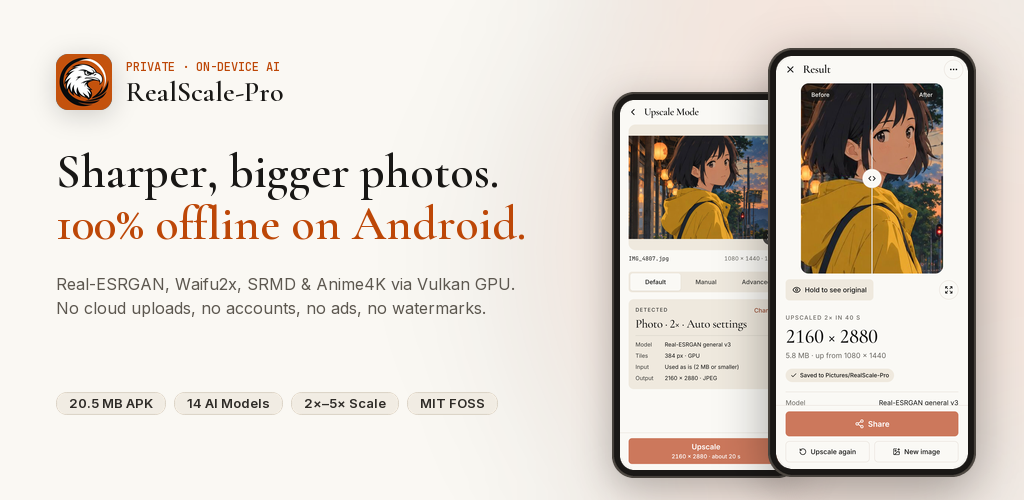 PRIVATE · ON-DEVICE AI
RealScale-Pro
Sharper, bigger photos.
100% offline on Android.
Real-ESRGAN, Waifu2x, SRMD & Anime4K via Vulkan GPU.
No cloud uploads, no accounts, no ads, no watermarks.
20.5 MB APK
14 AI Models
2×–5× Scale
MIT FOSS
Upscale Mode
IMG_4807.jpg
1080 × 1440 ·
Default
Manual
Advance
DETECTED
Photo · 2× · Auto settings
Model Real-ESRGAN general v3
Tiles 384 px · GPU
Input Used as is (2 MB or smaller)
Output 2160 × 2880 · JPEG
Upscale
2160 × 2880 · about 20 s
Result
Before
After
Hold to see original
UPSCALED 2× IN 40 S
2160 × 2880
5.8 MB · up from 1080 × 1440
Saved to Pictures/RealScale-Pro
Model Real-ESRGAN general v3
Share
Upscale again
New image